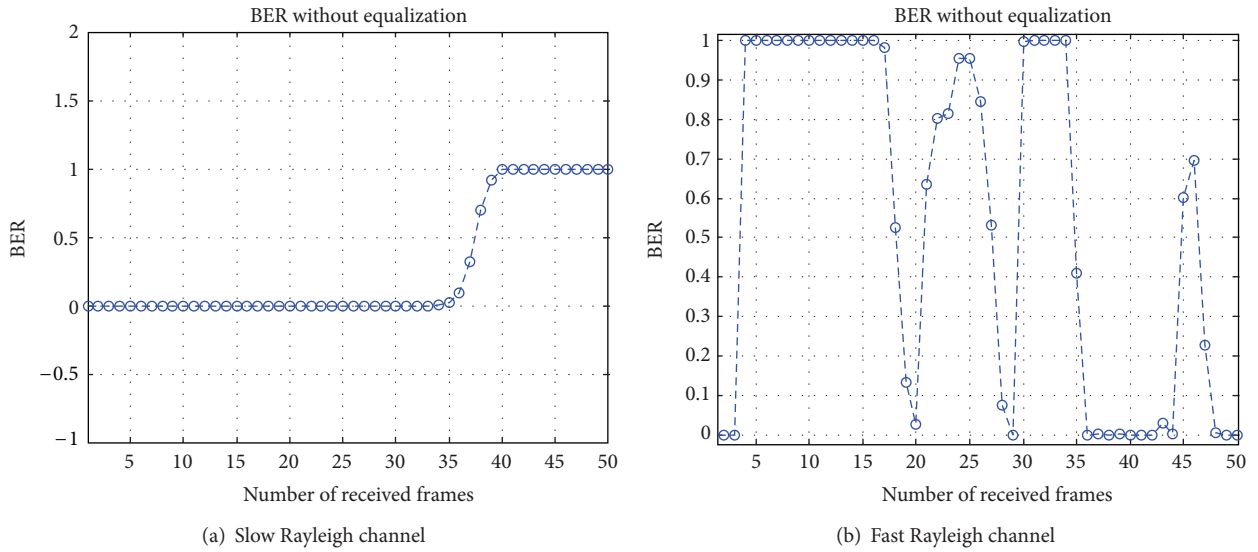 BER without equalization
2
1.5
1
0.5
0
−0.5
−1
BER
5 10 15 20 25 30 35 40 45 50
Number of received frames
(a) Slow Rayleigh channel
BER without equalization
1
0.9
0.8
0.7
0.6
0.5
0.4
0.3
0.2
0.1
0
BER
5 10 15 20 25 30 35 40 45 50
Number of received frames
(b) Fast Rayleigh channel